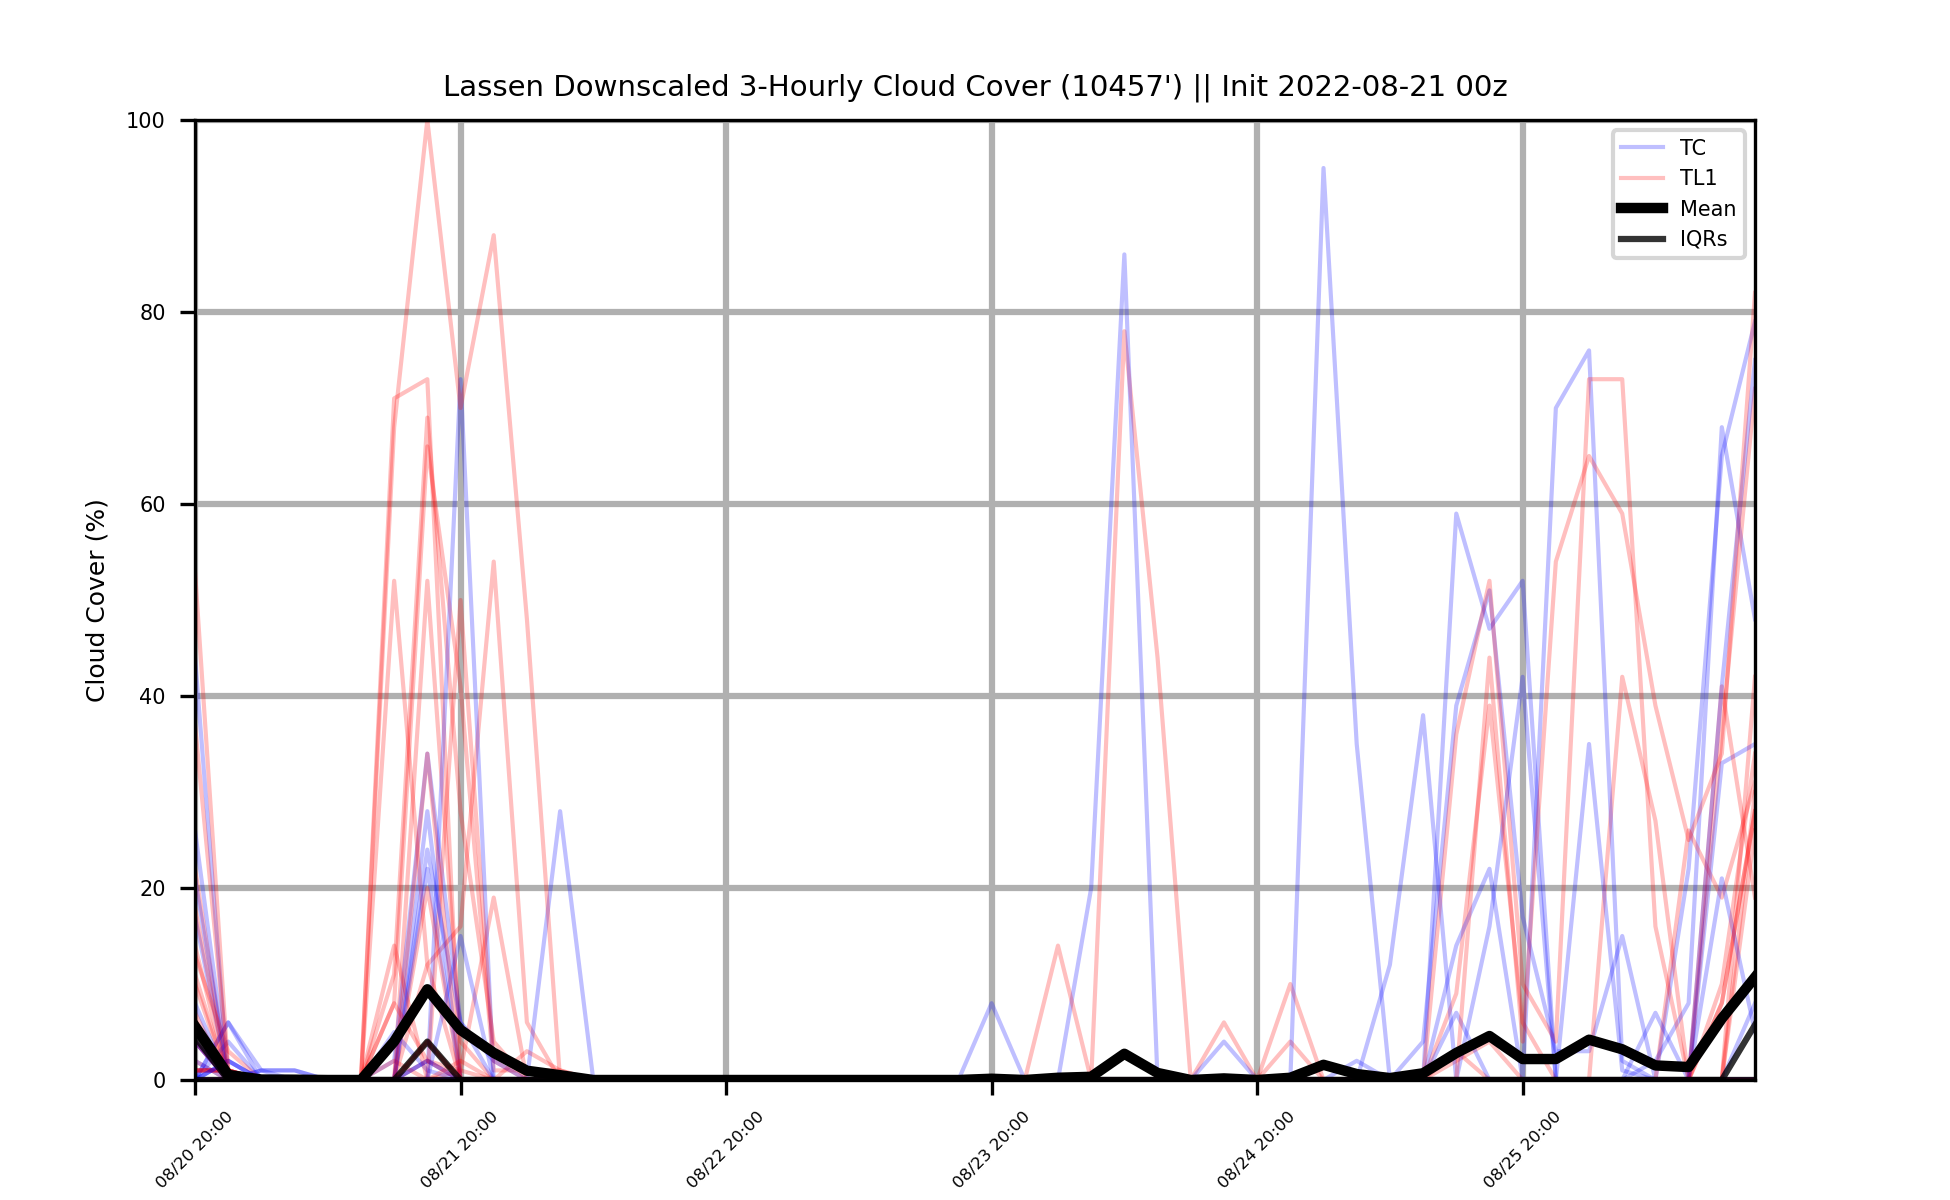 Lassen Downscaled 3-Hourly Cloud Cover (10457') || Init 2022-08-21 00z
100
80
60
40
20
0
Cloud Cover (%)
TC
TL1
Mean
IQRs
08/20 20:00
08/21 20:00
08/22 20:00
08/23 20:00
08/24 20:00
08/25 20:00